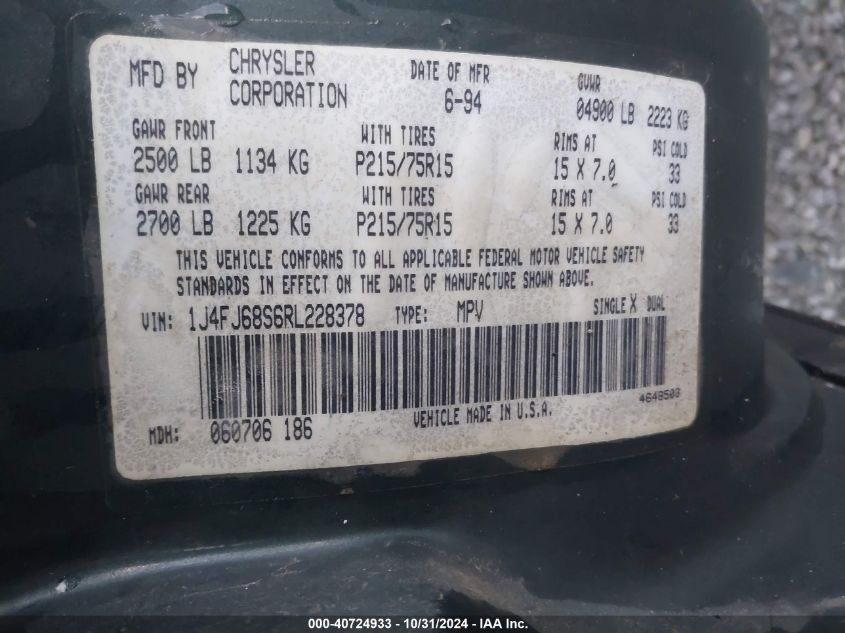 MFD BY CHRYSLER CORPORATION DATE OF MFR 6-94 GVWR 04900 LB 2223 KG
GAWR FRONT WITH TIRES RIMS AT PSI COLD
2500 LB 1134 KG P215/75R15 15 X 7.0 33
GAWR REAR WITH TIRES RIMS AT PSI COLD
2700 LB 1225 KG P215/75R15 15 X 7.0 33
THIS VEHICLE CONFORMS TO ALL APPLICABLE FEDERAL MOTOR VEHICLE SAFETY
STANDARDS IN EFFECT ON THE DATE OF MANUFACTURE SHOWN ABOVE.
VIN: 1J4FJ68S6RL228378 TYPE: MPV SINGLE X DUAL
4648503
MDH: 060706 186 VEHICLE MADE IN U.S.A.
000-40724933 - 10/31/2024 - IAA Inc.